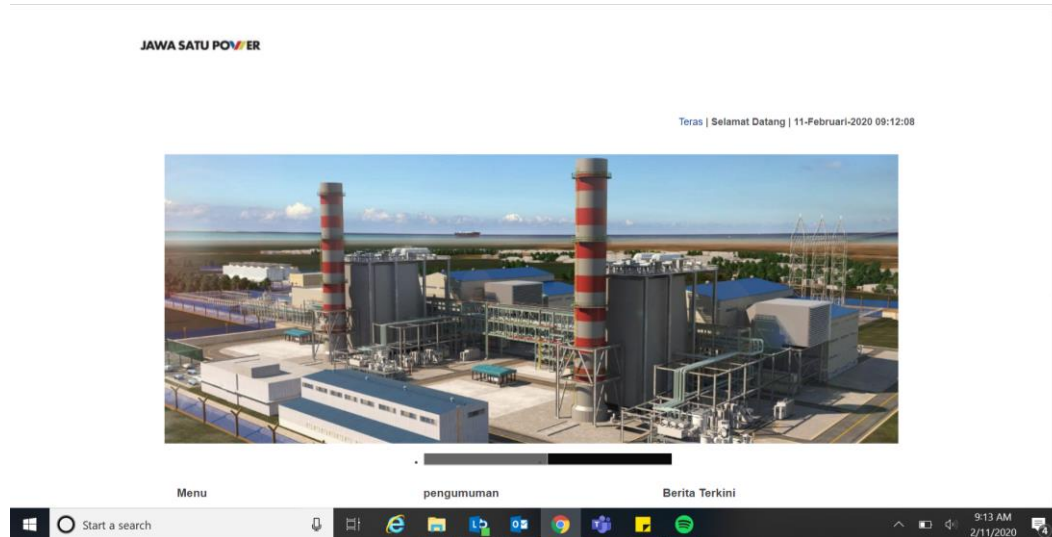 JAWA SATU POWER
Teras | Selamat Datang | 11-Februari-2020 09:12:08
Menu pengumuman Berita Terkini
Start a search
9:13 AM
2/11/2020
4